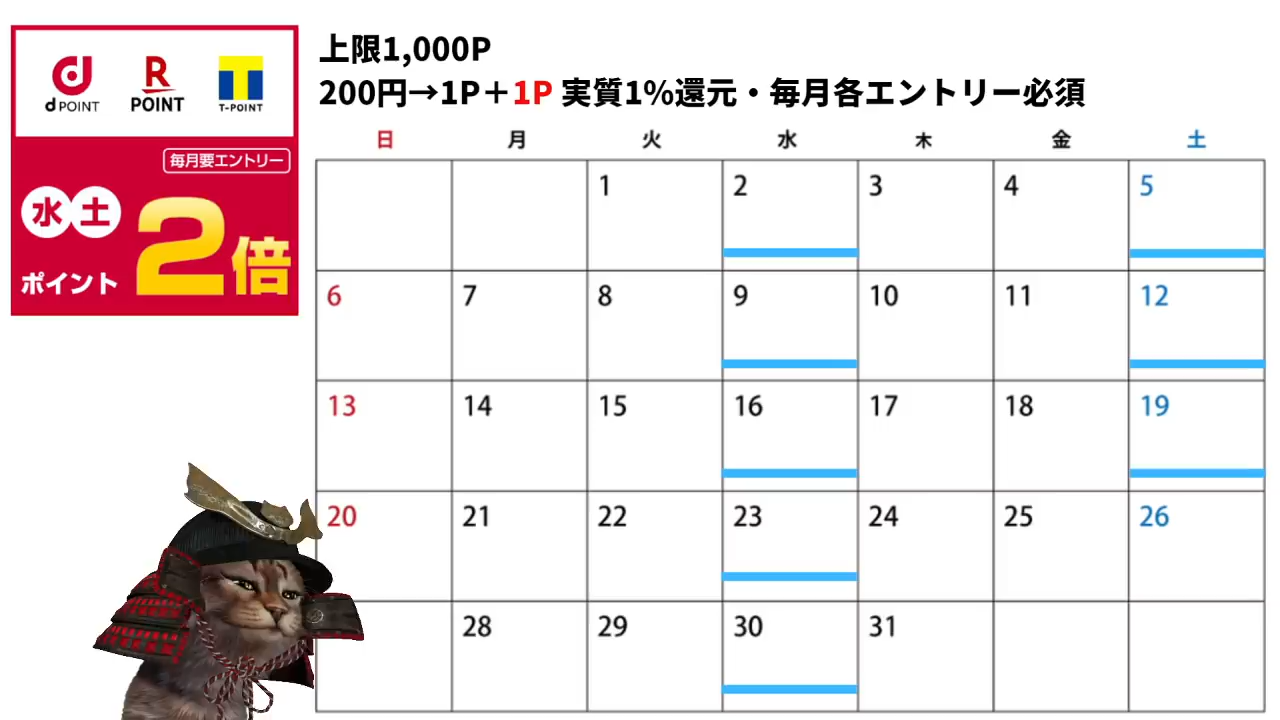 上限1,000P
200円→1P＋1P 実質1%還元・毎月各エントリー必須
d POINT
R POINT
T-POINT
毎月要エントリー
水 土
ポイント 2倍
日 月 火 水 木 金 土
1 2 3 4 5
6 7 8 9 10 11 12
13 14 15 16 17 18 19
20 21 22 23 24 25 26
28 29 30 31